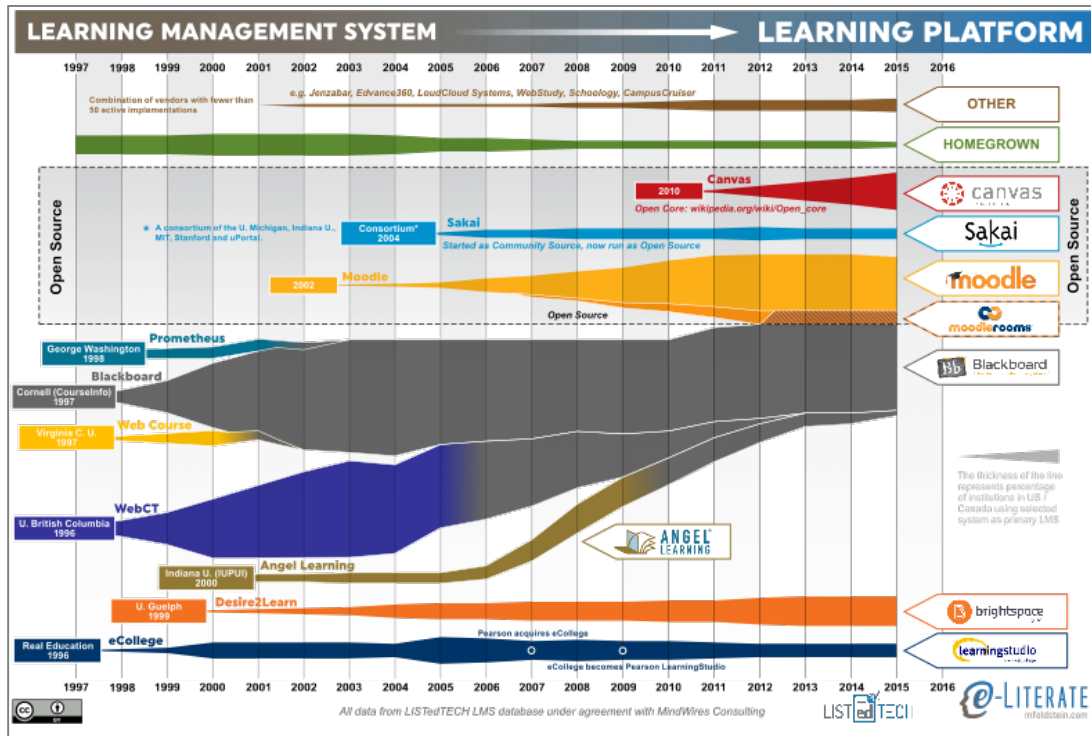 LEARNING MANAGEMENT SYSTEM
LEARNING PLATFORM
1997 1998 1999 2000 2001 2002 2003 2004 2005 2006 2007 2008 2009 2010 2011 2012 2013 2014 2015 2016
e.g. Jenzabar, Edvance360, LoudCloud Systems, WebStudy, Schoology, CampusCruiser
Combination of vendors with fewer than
50 active implementations
OTHER
HOMEGROWN
Open Source
Canvas
2010
Open Core: wikipedia.org/wiki/Open_core
canvas
Open Source
* A consortium of the U. Michigan, Indiana U.,
MIT, Stanford and uPortal.
Consortium*
2004
Sakai
Started as Community Source, now run as Open Source
Sakai
Moodle
2002
moodle
Open Source
moodlerooms
Prometheus
George Washington
1998
Blackboard
Cornell (CourseInfo)
1997
Bb Blackboard
Web Course
Virginia C. U.
1997
The thickness of the line
represents percentage
of institutions in US /
Canada using selected
system as primary LMS
WebCT
U. British Columbia
1996
ANGEL
LEARNING
Angel Learning
Indiana U. (IUPUI)
2000
Desire2Learn
U. Guelph
1999
brightspace
eCollege
Real Education
1996
Pearson acquires eCollege
eCollege becomes Pearson LearningStudio
learningstudio
1997 1998 1999 2000 2001 2002 2003 2004 2005 2006 2007 2008 2009 2010 2011 2012 2013 2014 2015 2016
cc
BY
All data from LISTedTECH LMS database under agreement with MindWires Consulting
LISTedTECH
e-LITERATE
mfeldstein.com